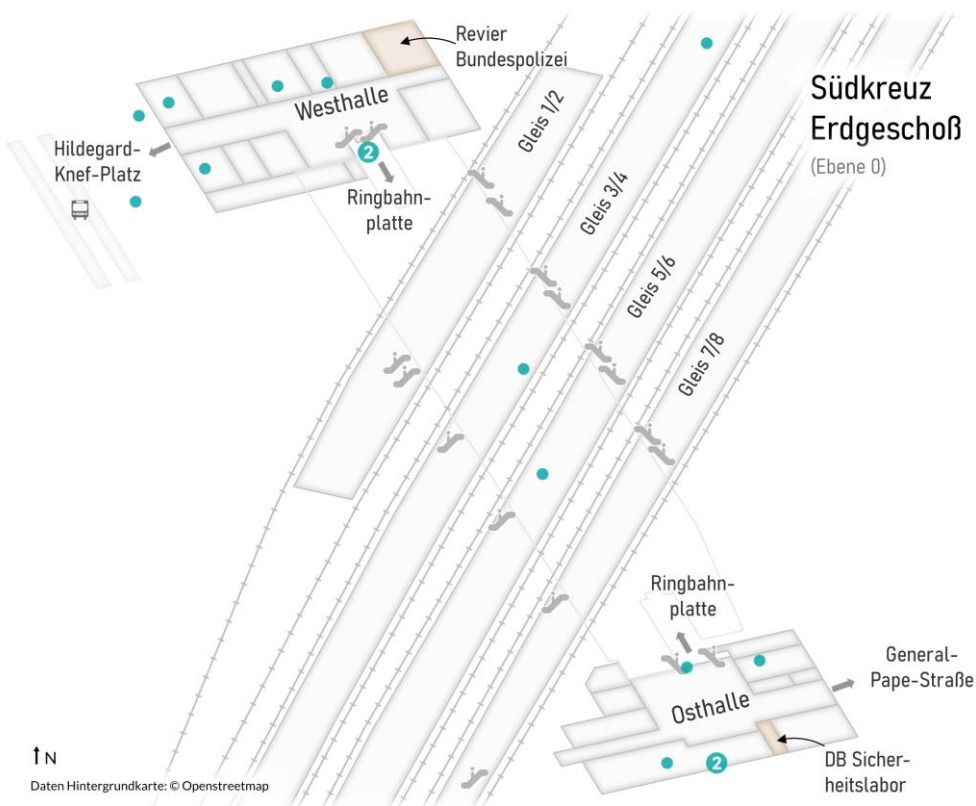 Revier
Bundespolizei
Südkreuz
Erdgeschoß
(Ebene 0)
Westhalle
Gleis 1/2
Hildegard-
Knef-Platz
2
Ringbahn-
platte
Gleis 3/4
Gleis 5/6
Gleis 7/8
Ringbahn-
platte
General-
Pape-Straße
Osthalle
2
DB Sicher-
heitslabor
N
Daten Hintergrundkarte: © Openstreetmap